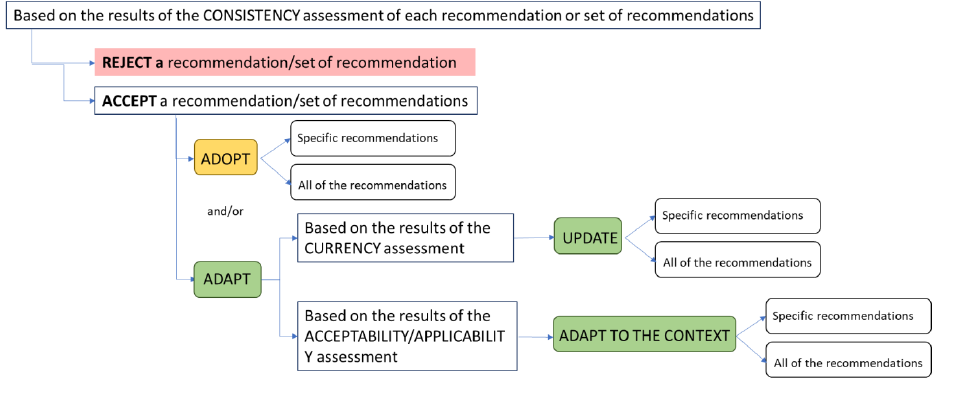 Based on the results of the CONSISTENCY assessment of each recommendation or set of recommendations
REJECT a recommendation/set of recommendation
ACCEPT a recommendation/set of recommendations
ADOPT
Specific recommendations
All of the recommendations
and/or
ADAPT
Based on the results of the
CURRENCY assessment
UPDATE
Specific recommendations
All of the recommendations
Based on the results of the
ACCEPTABILITY/APPLICABILIT
Y assessment
ADAPT TO THE CONTEXT
Specific recommendations
All of the recommendations